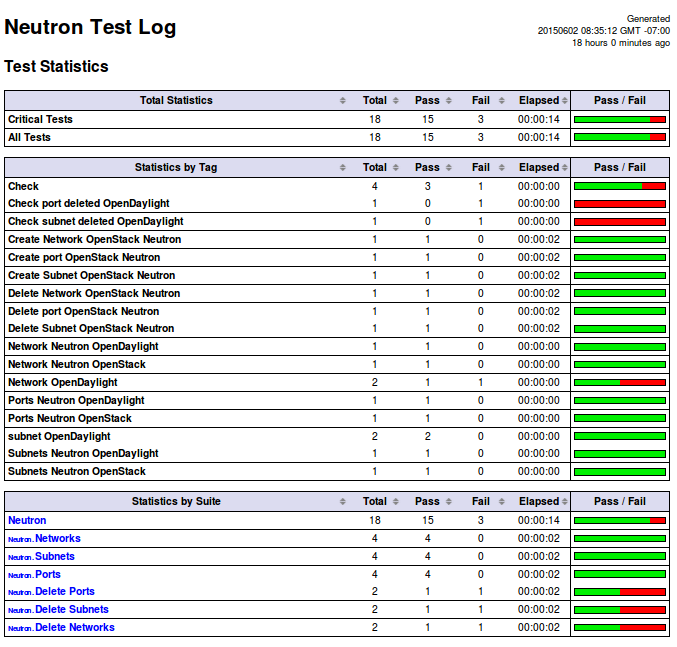 Neutron Test Log
Generated
20150602 08:35:12 GMT -07:00
18 hours 0 minutes ago
Test Statistics
Total Statistics Total Pass Fail Elapsed Pass / Fail
Critical Tests 18 15 3 00:00:14
All Tests 18 15 3 00:00:14
Statistics by Tag Total Pass Fail Elapsed Pass / Fail
Check 4 3 1 00:00:00
Check port deleted OpenDaylight 1 0 1 00:00:00
Check subnet deleted OpenDaylight 1 0 1 00:00:00
Create Network OpenStack Neutron 1 1 0 00:00:02
Create port OpenStack Neutron 1 1 0 00:00:02
Create Subnet OpenStack Neutron 1 1 0 00:00:02
Delete Network OpenStack Neutron 1 1 0 00:00:02
Delete port OpenStack Neutron 1 1 0 00:00:02
Delete Subnet OpenStack Neutron 1 1 0 00:00:02
Network Neutron OpenDaylight 1 1 0 00:00:00
Network Neutron OpenStack 1 1 0 00:00:00
Network OpenDaylight 2 1 1 00:00:00
Ports Neutron OpenDaylight 1 1 0 00:00:00
Ports Neutron OpenStack 1 1 0 00:00:00
subnet OpenDaylight 2 2 0 00:00:00
Subnets Neutron OpenDaylight 1 1 0 00:00:00
Subnets Neutron OpenStack 1 1 0 00:00:00
Statistics by Suite Total Pass Fail Elapsed Pass / Fail
Neutron 18 15 3 00:00:14
Neutron. Networks 4 4 0 00:00:02
Neutron. Subnets 4 4 0 00:00:02
Neutron. Ports 4 4 0 00:00:02
Neutron. Delete Ports 2 1 1 00:00:02
Neutron. Delete Subnets 2 1 1 00:00:02
Neutron. Delete Networks 2 1 1 00:00:02